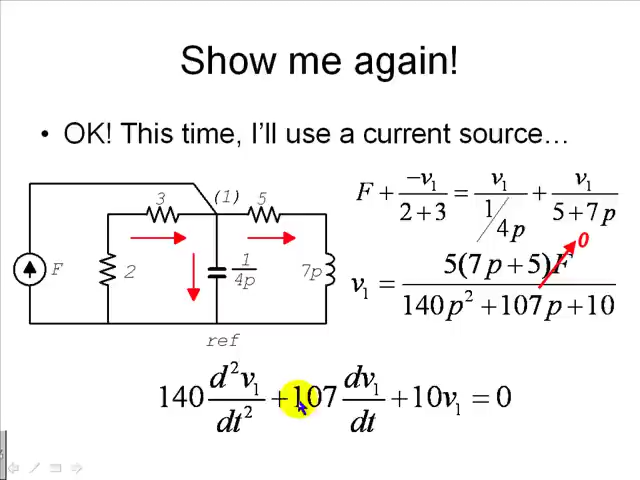 Show me again!
• OK! This time, I'll use a current source…
F + −v₁/(2 + 3) = v₁/(1/4p) + v₁/(5 + 7p)
3 (1) 5
F 2 1/4p 7p
ref
0
v₁ = 5(7p + 5)F/(140p² + 107p + 10)
140 d²v₁/dt² + 107 dv₁/dt + 10v₁ = 0